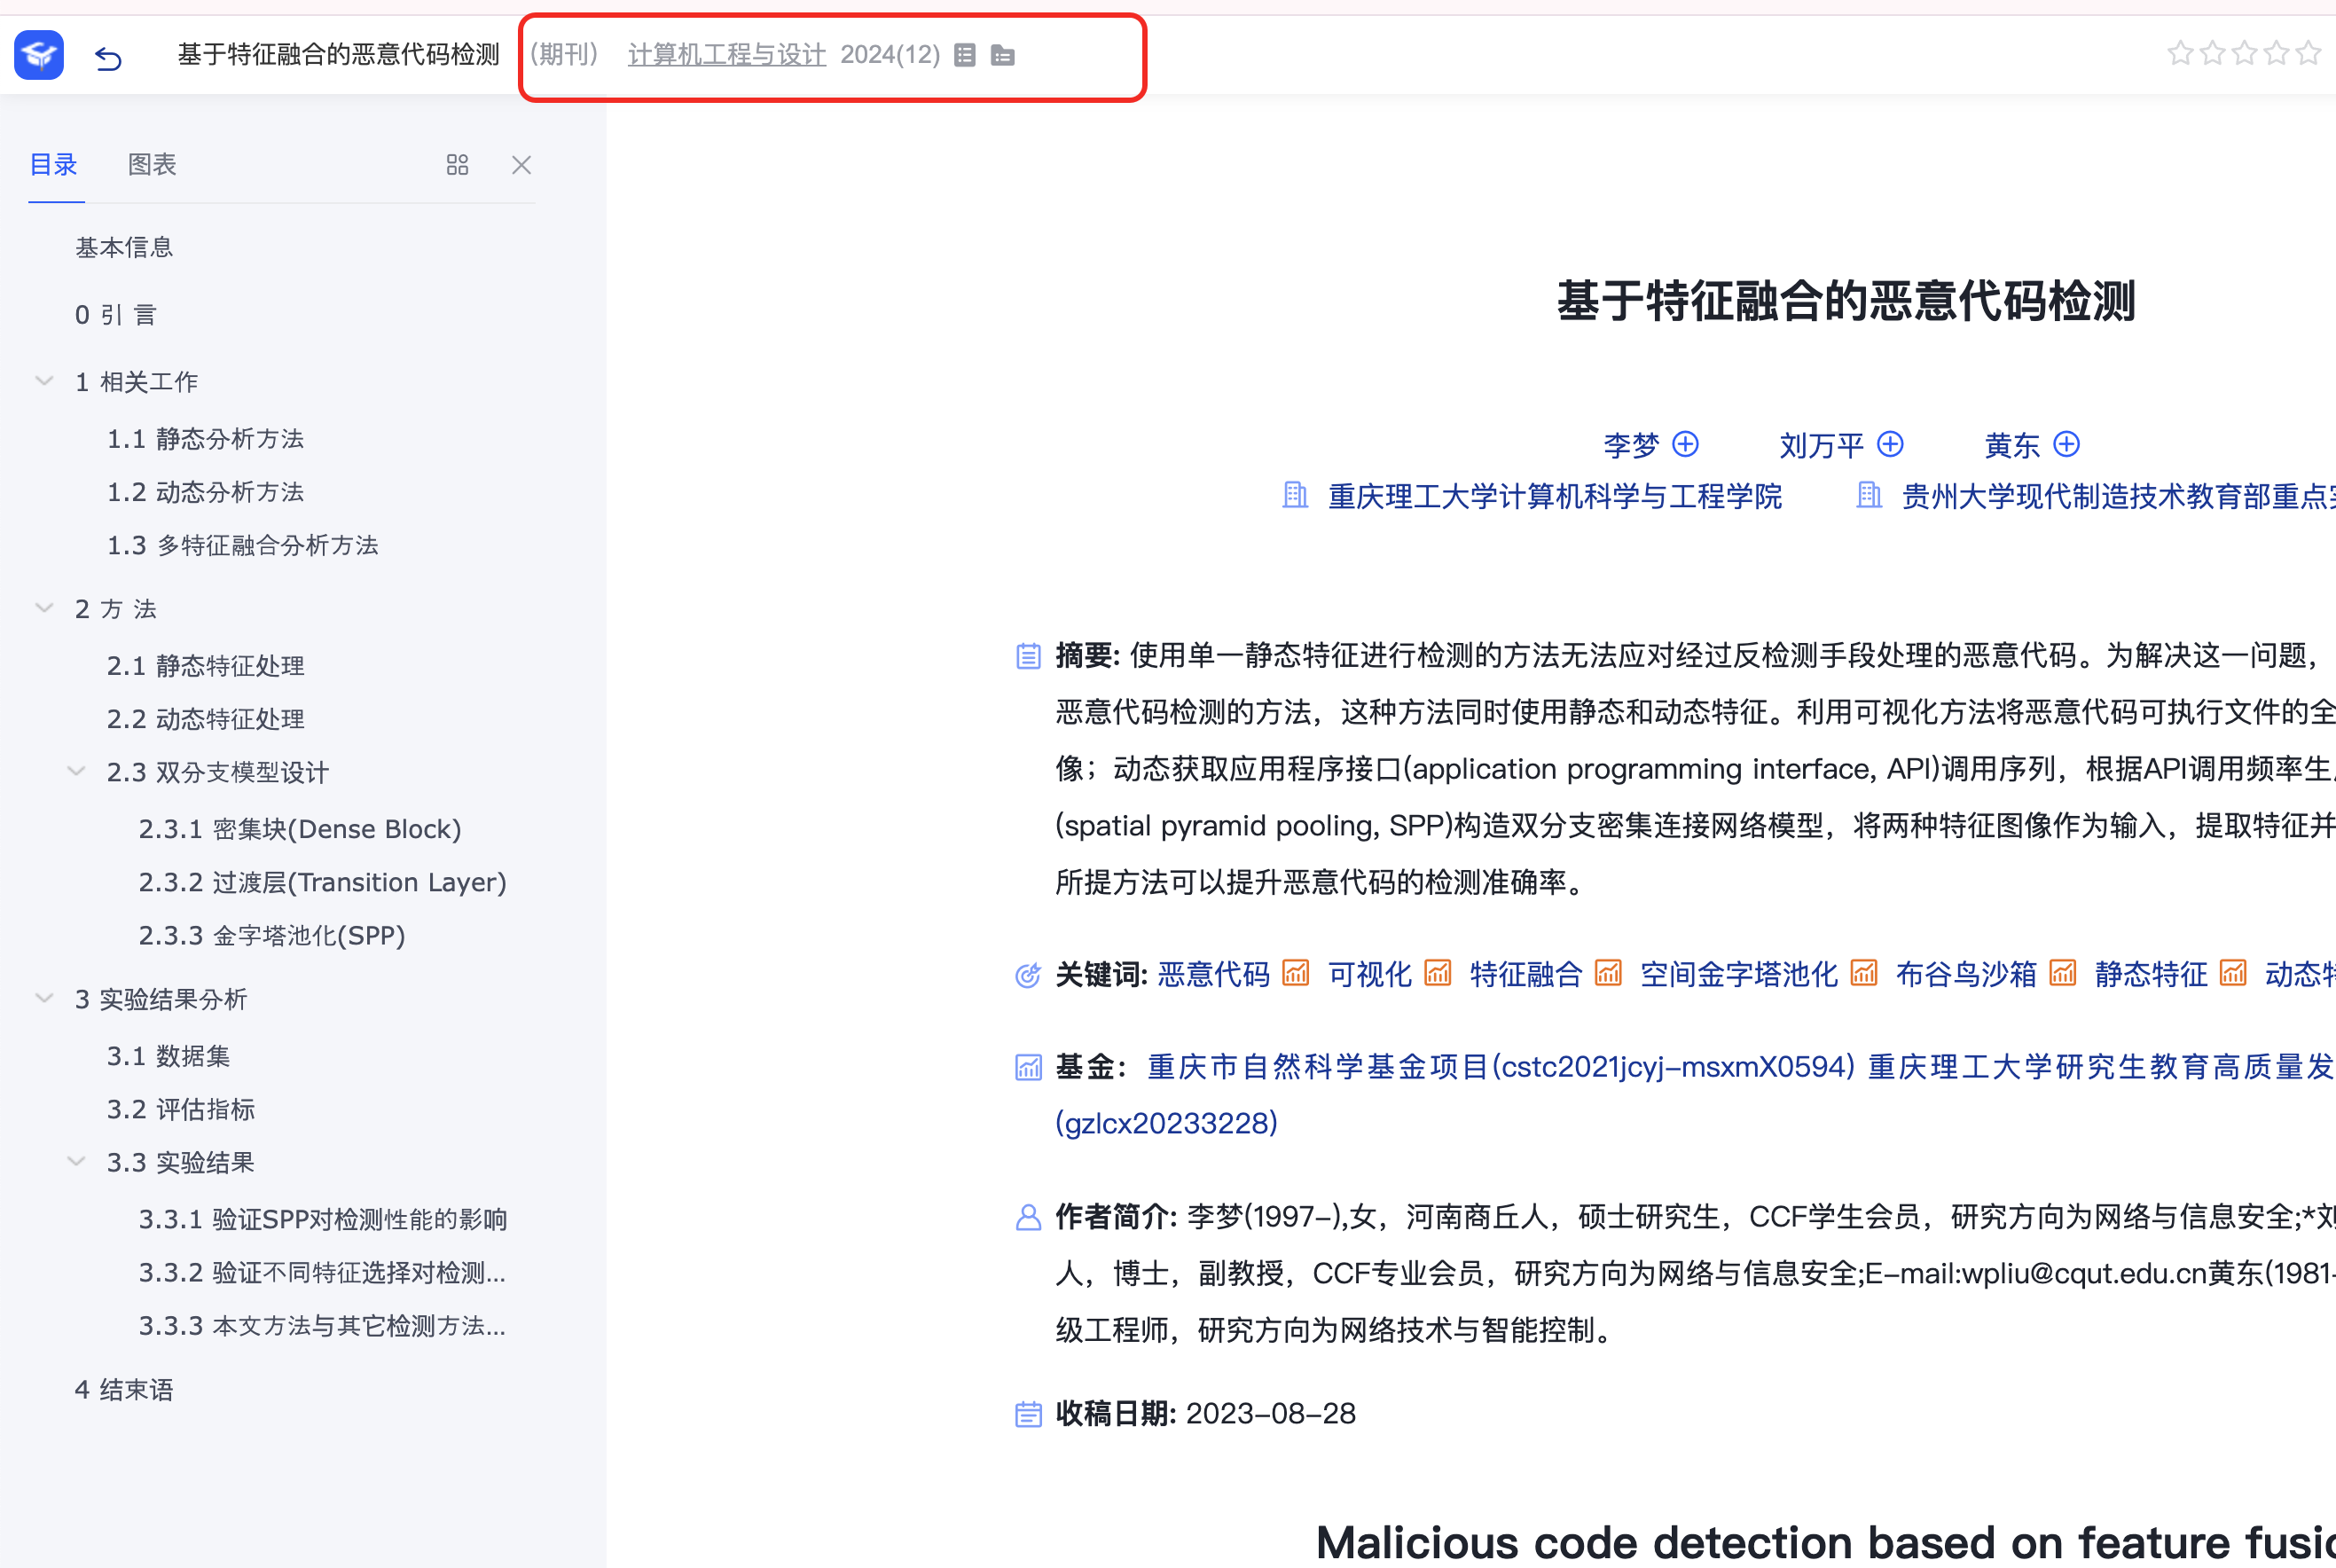 基于特征融合的恶意代码检测 (期刊) 计算机工程与设计 2024(12)
目录 图表
基本信息
0 引 言
1 相关工作
1.1 静态分析方法
1.2 动态分析方法
1.3 多特征融合分析方法
2 方 法
2.1 静态特征处理
2.2 动态特征处理
2.3 双分支模型设计
2.3.1 密集块(Dense Block)
2.3.2 过渡层(Transition Layer)
2.3.3 金字塔池化(SPP)
3 实验结果分析
3.1 数据集
3.2 评估指标
3.3 实验结果
3.3.1 验证SPP对检测性能的影响
3.3.2 验证不同特征选择对检测...
3.3.3 本文方法与其它检测方法...
4 结束语
基于特征融合的恶意代码检测
李梦 刘万平 黄东
重庆理工大学计算机科学与工程学院 贵州大学现代制造技术教育部重点
摘要: 使用单一静态特征进行检测的方法无法应对经过反检测手段处理的恶意代码。为解决这一问题，
恶意代码检测的方法，这种方法同时使用静态和动态特征。利用可视化方法将恶意代码可执行文件的全
像；动态获取应用程序接口(application programming interface, API)调用序列，根据API调用频率生
(spatial pyramid pooling, SPP)构造双分支密集连接网络模型，将两种特征图像作为输入，提取特征并
所提方法可以提升恶意代码的检测准确率。
关键词: 恶意代码 可视化 特征融合 空间金字塔池化 布谷鸟沙箱 静态特征 动态特
基金： 重庆市自然科学基金项目(cstc2021jcyj-msxmX0594) 重庆理工大学研究生教育高质量发
(gzlcx20233228)
作者简介: 李梦(1997-),女，河南商丘人，硕士研究生，CCF学生会员，研究方向为网络与信息安全;*刘
人，博士，副教授，CCF专业会员，研究方向为网络与信息安全;E-mail:wpliu@cqut.edu.cn黄东(1981-
级工程师，研究方向为网络技术与智能控制。
收稿日期: 2023-08-28
Malicious code detection based on feature fusio